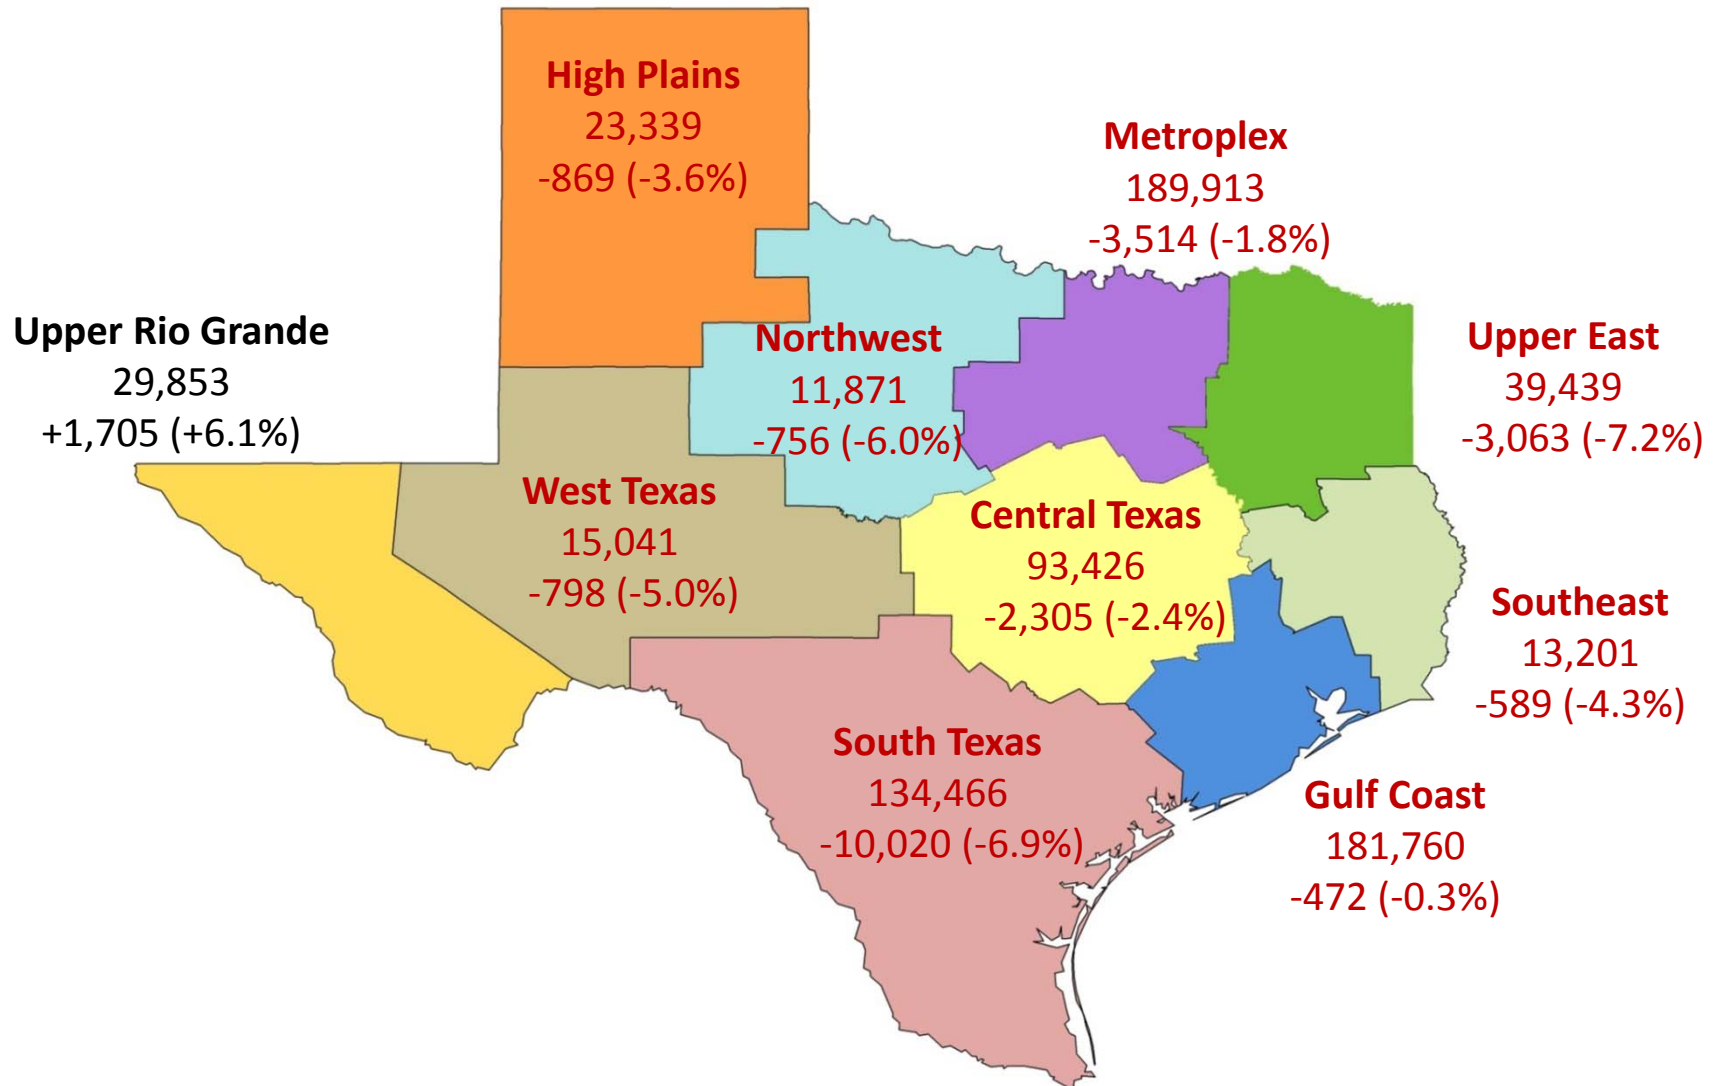 High Plains
23,339
-869 (-3.6%)
Metroplex
189,913
-3,514 (-1.8%)
Upper Rio Grande
29,853
+1,705 (+6.1%)
Northwest
11,871
-756 (-6.0%)
Upper East
39,439
-3,063 (-7.2%)
West Texas
15,041
-798 (-5.0%)
Central Texas
93,426
-2,305 (-2.4%)
Southeast
13,201
-589 (-4.3%)
South Texas
134,466
-10,020 (-6.9%)
Gulf Coast
181,760
-472 (-0.3%)